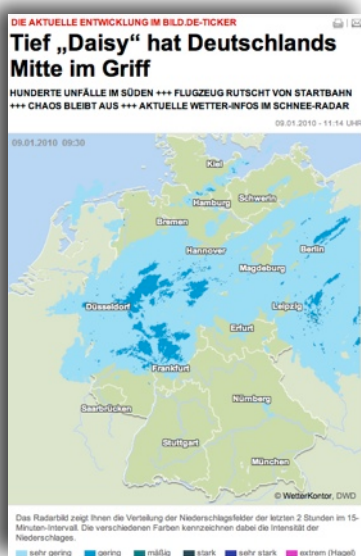 DIE AKTUELLE ENTWICKLUNG IM BILD.DE-TICKER
Tief „Daisy“ hat Deutschlands
Mitte im Griff
HUNDERTE UNFÄLLE IM SÜDEN +++ FLUGZEUG RUTSCHT VON STARTBAHN
+++ CHAOS BLEIBT AUS +++ AKTUELLE WETTER-INFOS IM SCHNEE-RADAR
09.01.2010 - 11:14 UHR
09.01.2010 09:30
Kiel
Hamburg
Schwerin
Bremen
Hannover
Berlin
Magdeburg
Düsseldorf
Leipzig
Erfurt
Frankfurt
Saarbrücken
Nürnberg
Stuttgart
München
© WetterKontor, DWD
Das Radarbild zeigt Ihnen die Verteilung der Niederschlagsfelder der letzten 2 Stunden im 15-
Minuten-Intervall. Die verschiedenen Farben kennzeichnen dabei die Intensität der
Niederschlages.
sehr gering gering mäßig stark sehr stark extrem (Hagel)